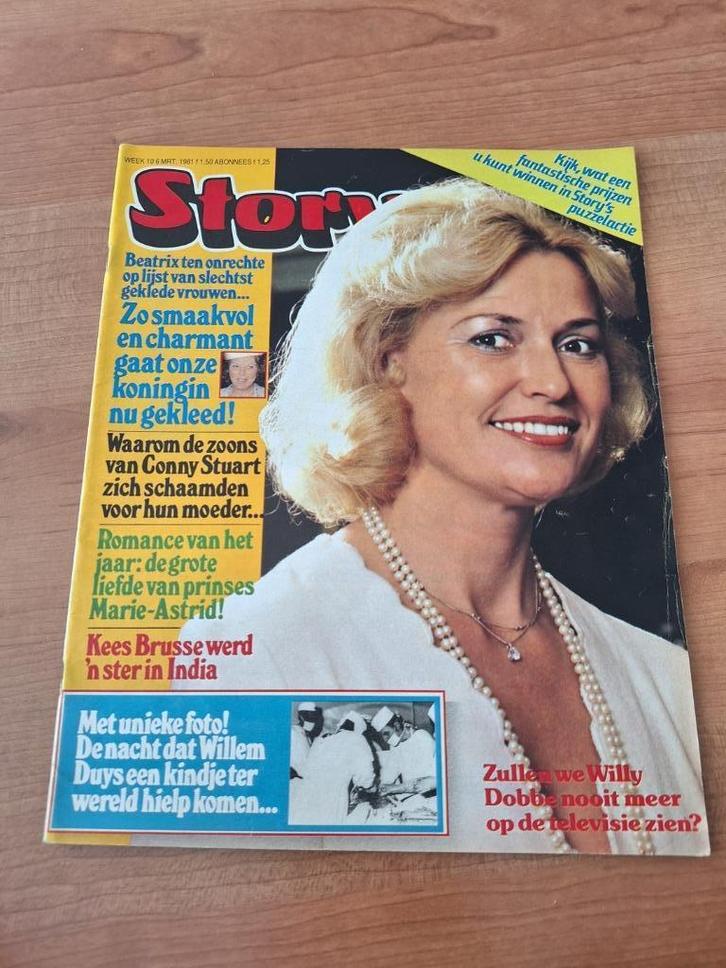 WEEK 10 6 MRT. 1981 f 1,50 ABONNEES f 1,25
Story
Kijk, wat een
fantastische prijzen
u kunt winnen in Story's
puzzelactie
Beatrix ten onrechte
op lijst van slechtst
geklede vrouwen...
Zo smaakvol
en charmant
gaat onze
koningin
nu gekleed!
Waarom de zoons
van Conny Stuart
zich schaamden
voor hun moeder...
Romance van het
jaar: de grote
liefde van prinses
Marie-Astrid!
Kees Brusse werd
'n ster in India
Met unieke foto!
De nacht dat Willem
Duys een kindje ter
wereld hielp komen...
Zullen we Willy
Dobbe nooit meer
op de televisie zien?